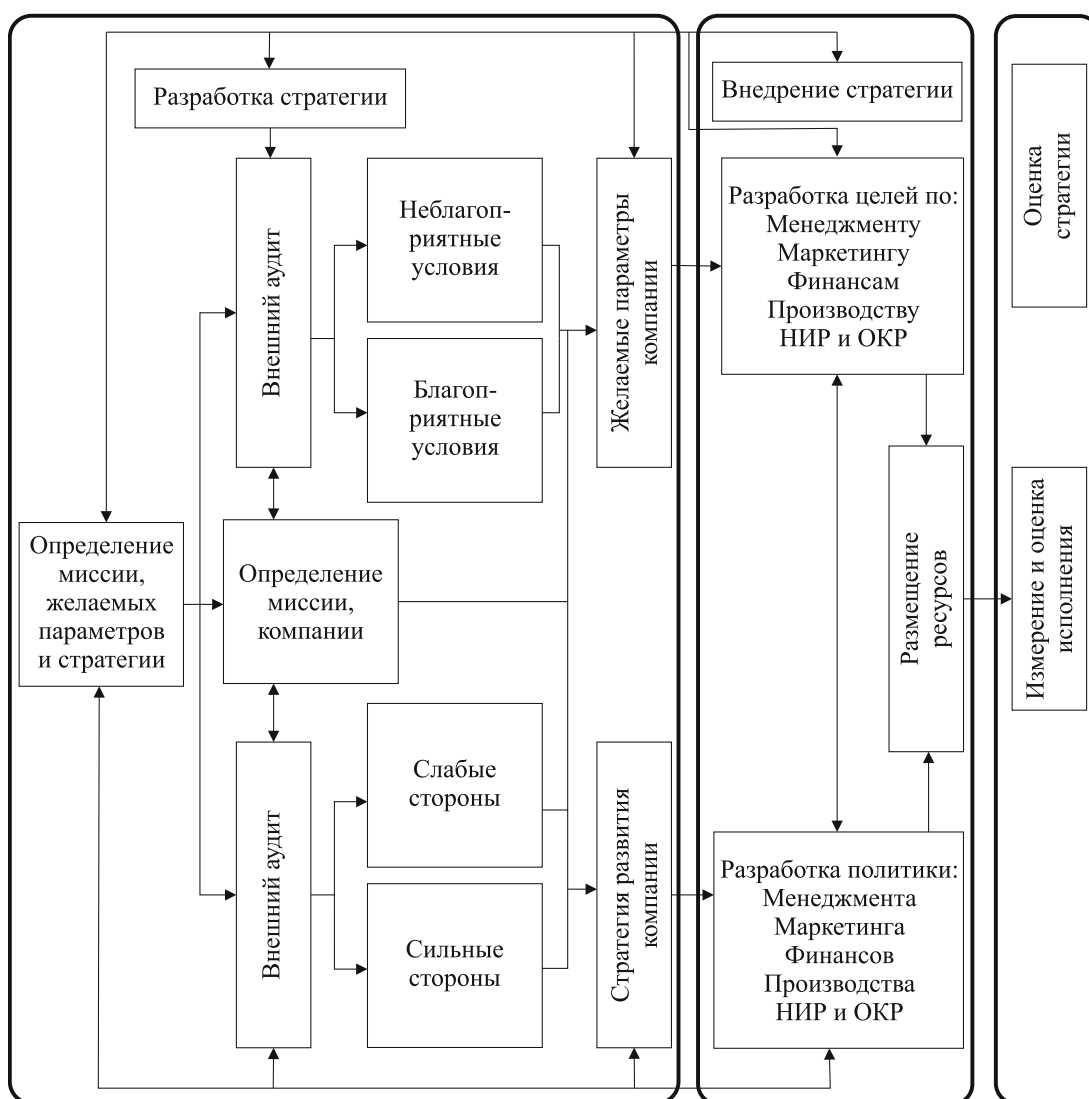 Разработка стратегии
Внешний аудит
Неблагоп-
риятные
условия
Благоп-
риятные
условия
Желаемые параметры
компании
Определение
миссии,
желаемых
параметров
и стратегии
Определение
миссии,
компании
Внешний аудит
Слабые
стороны
Сильные
стороны
Стратегия развития
компании
Внедрение стратегии
Разработка целей по:
Менеджменту
Маркетингу
Финансам
Производству
НИР и ОКР
Размещение
ресурсов
Разработка политики:
Менеджмента
Маркетинга
Финансов
Производства
НИР и ОКР
Оценка
стратегии
Измерение и оценка
исполнения